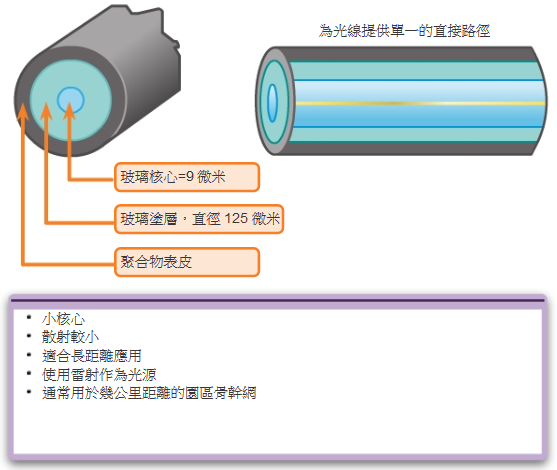 為光線提供單一的直接路徑
玻璃核心=9 微米
玻璃塗層，直徑 125 微米
聚合物表皮
• 小核心
• 散射較小
• 適合長距離應用
• 使用雷射作為光源
• 通常用於幾公里距離的園區骨幹網